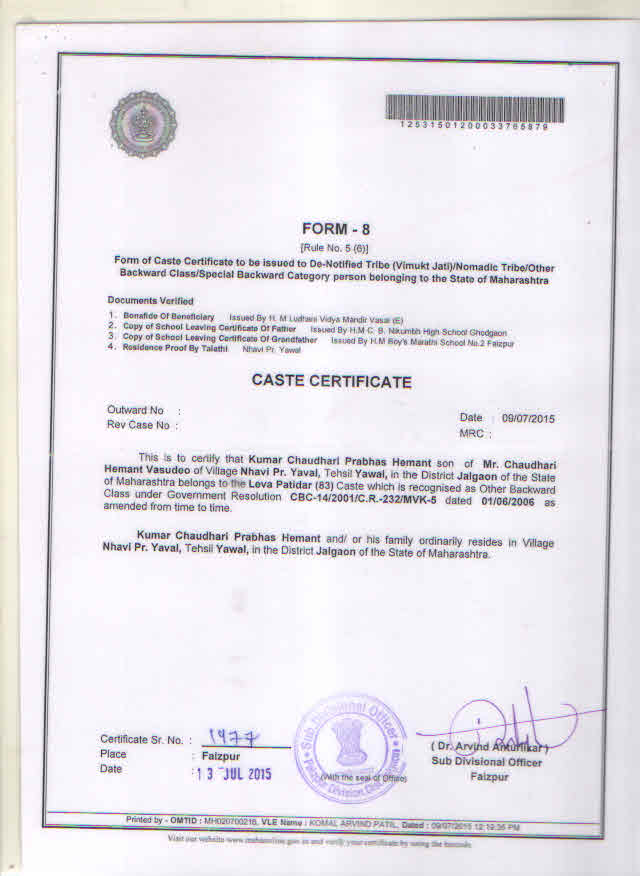 12531501200033765879
FORM - 8
[Rule No. 5 (6)]
Form of Caste Certificate to be issued to De-Notified Tribe (Vimukt Jati)/Nomadic Tribe/Other
Backward Class/Special Backward Category person belonging to the State of Maharashtra
Documents Verified
1. Bonafide Of Beneficiary Issued By H. M Ludhani Vidya Mandir Vasai (E)
2. Copy of School Leaving Certificate Of Father Issued By H.M C. B. Nikumbh High School Ghodgaon
3. Copy of School Leaving Certificate Of Grandfather Issued By H.M Boy's Marathi School No.2 Faizpur
4. Residence Proof By Talathi Nhavi Pr. Yawal
CASTE CERTIFICATE
Outward No :
Date : 09/07/2015
Rev Case No :
MRC :
This is to certify that Kumar Chaudhari Prabhas Hemant son of Mr. Chaudhari
Hemant Vasudeo of Village Nhavi Pr. Yaval, Tehsil Yawal, in the District Jalgaon of the State
of Maharashtra belongs to the Leva Patidar (83) Caste which is recognised as Other Backward
Class under Government Resolution CBC-14/2001/C.R.-232/MVK-5 dated 01/06/2006 as
amended from time to time.
Kumar Chaudhari Prabhas Hemant and/ or his family ordinarily resides in Village
Nhavi Pr. Yaval, Tehsil Yawal, in the District Jalgaon of the State of Maharashtra.
Sub Divisional Officer
Faizpur Division
Certificate Sr. No. : 1977
Place : Faizpur
Date : 13 JUL 2015
(With the seal of Office)
( Dr. Arvind Anturlikar )
Sub Divisional Officer
Faizpur
Printed by - OMTID : MH020700216, VLE Name : KOMAL ARVIND PATIL, Dated : 09/07/2015 12:19:35 PM
Visit our website www.mahaonline.gov.in and verify your certificate by using the barcode.